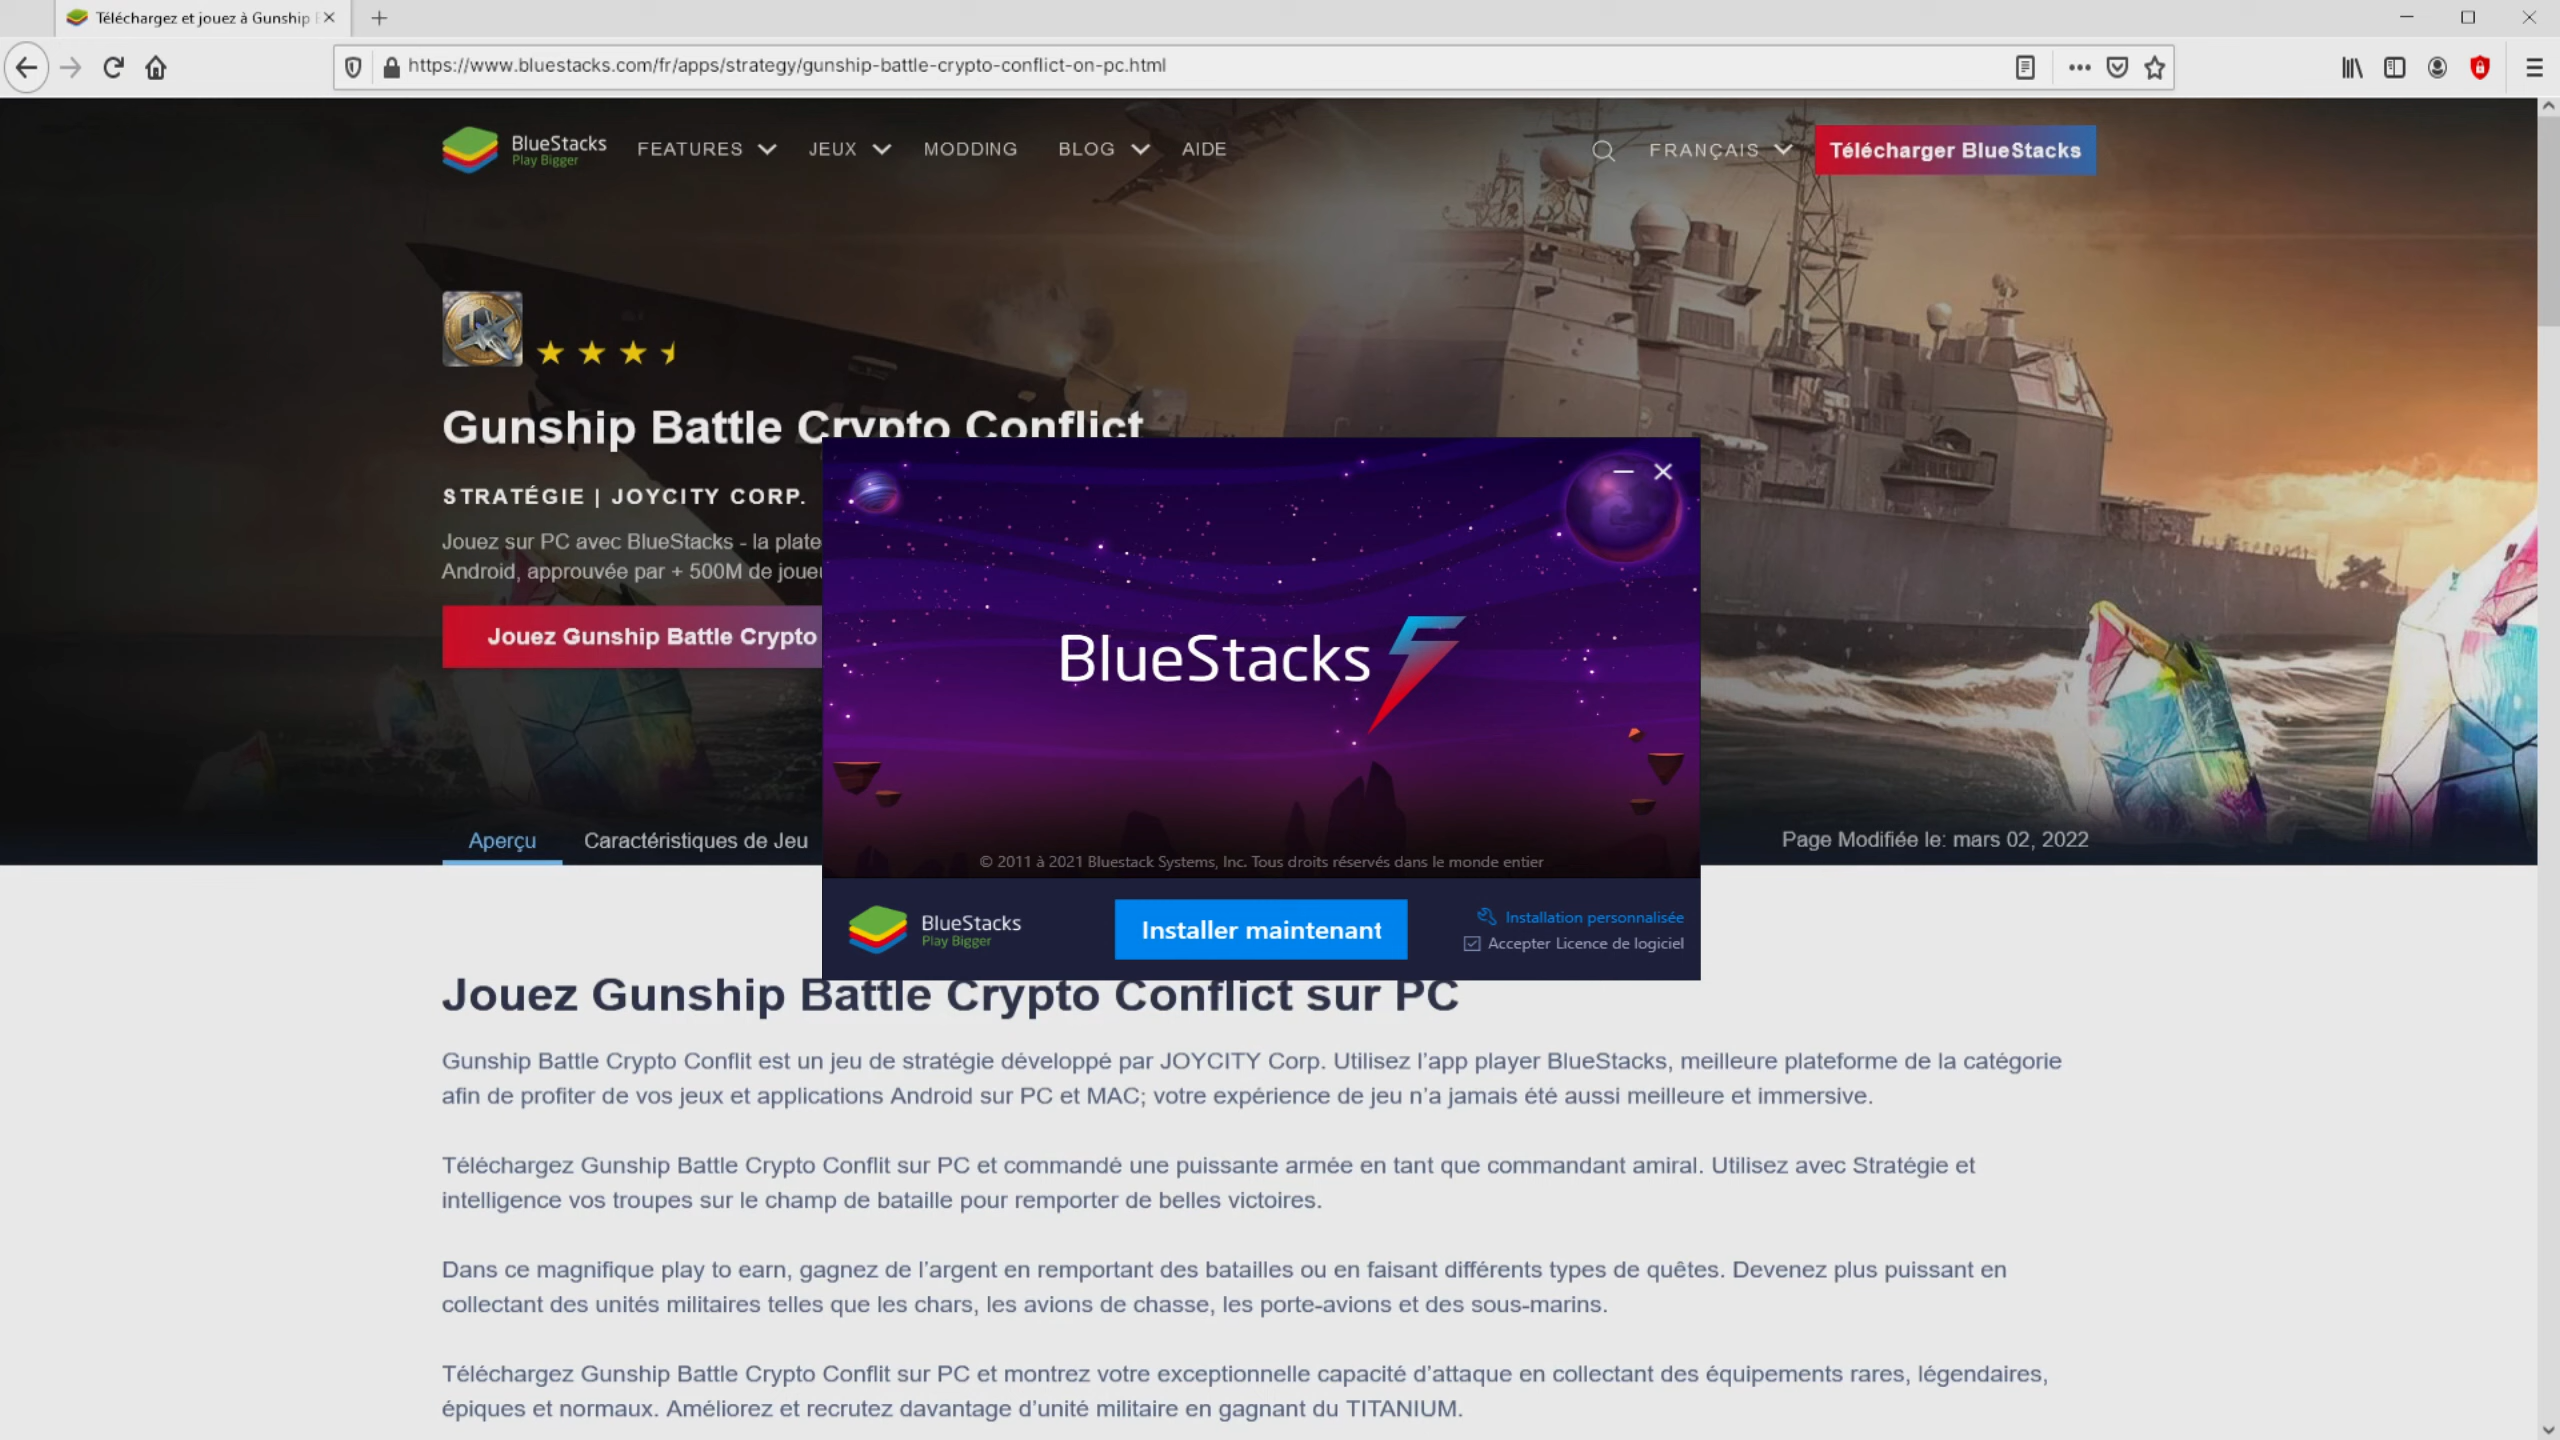 Téléchargez et jouez à Gunship
https://www.bluestacks.com/fr/apps/strategy/gunship-battle-crypto-conflict-on-pc.html
BlueStacks
Play Bigger
FEATURES
JEUX
MODDING
BLOG
AIDE
FRANÇAIS
Télécharger BlueStacks
Gunship Battle Crypto Conflict
STRATÉGIE | JOYCITY CORP.
Jouez sur PC avec BlueStacks - la
Android, approuvée par + 500M de
Jouez Gunship Battle Crypto
BlueStacks 5
Aperçu
Caractéristiques de Jeu
Page Modifiée le: mars 02, 2022
© 2011 à 2021 Bluestack Systems, Inc. Tous droits réservés dans le monde entier
BlueStacks
Play Bigger
Installer maintenant
Installation personnalisée
Accepter Licence de logiciel
Jouez Gunship Battle Crypto Conflict sur PC
Gunship Battle Crypto Conflit est un jeu de stratégie développé par JOYCITY Corp. Utilisez l’app player BlueStacks, meilleure plateforme de la catégorie
afin de profiter de vos jeux et applications Android sur PC et MAC; votre expérience de jeu n’a jamais été aussi meilleure et immersive.
Téléchargez Gunship Battle Crypto Conflit sur PC et commandé une puissante armée en tant que commandant amiral. Utilisez avec Stratégie et
intelligence vos troupes sur le champ de bataille pour remporter de belles victoires.
Dans ce magnifique play to earn, gagnez de l’argent en remportant des batailles ou en faisant différents types de quêtes. Devenez plus puissant en
collectant des unités militaires telles que les chars, les avions de chasse, les porte-avions et des sous-marins.
Téléchargez Gunship Battle Crypto Conflit sur PC et montrez votre exceptionnelle capacité d’attaque en collectant des équipements rares, légendaires,
épiques et normaux. Améliorez et recrutez davantage d’unité militaire en gagnant du TITANIUM.